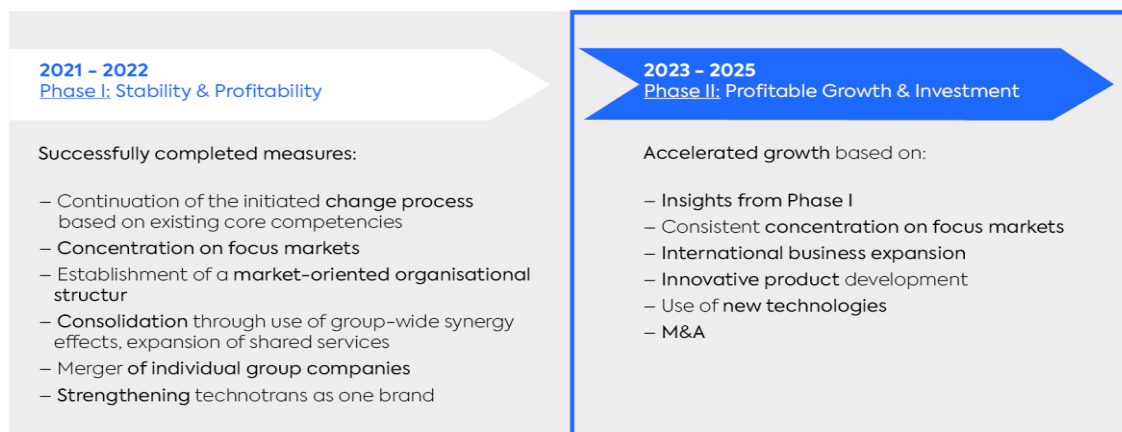 2021 - 2022
Phase I: Stability & Profitability
Successfully completed measures:
– Continuation of the initiated change process
based on existing core competencies
– Concentration on focus markets
– Establishment of a market-oriented organisational
structur
– Consolidation through use of group-wide synergy
effects, expansion of shared services
– Merger of individual group companies
– Strengthening technotrans as one brand
2023 - 2025
Phase II: Profitable Growth & Investment
Accelerated growth based on:
– Insights from Phase I
– Consistent concentration on focus markets
– International business expansion
– Innovative product development
– Use of new technologies
– M&A